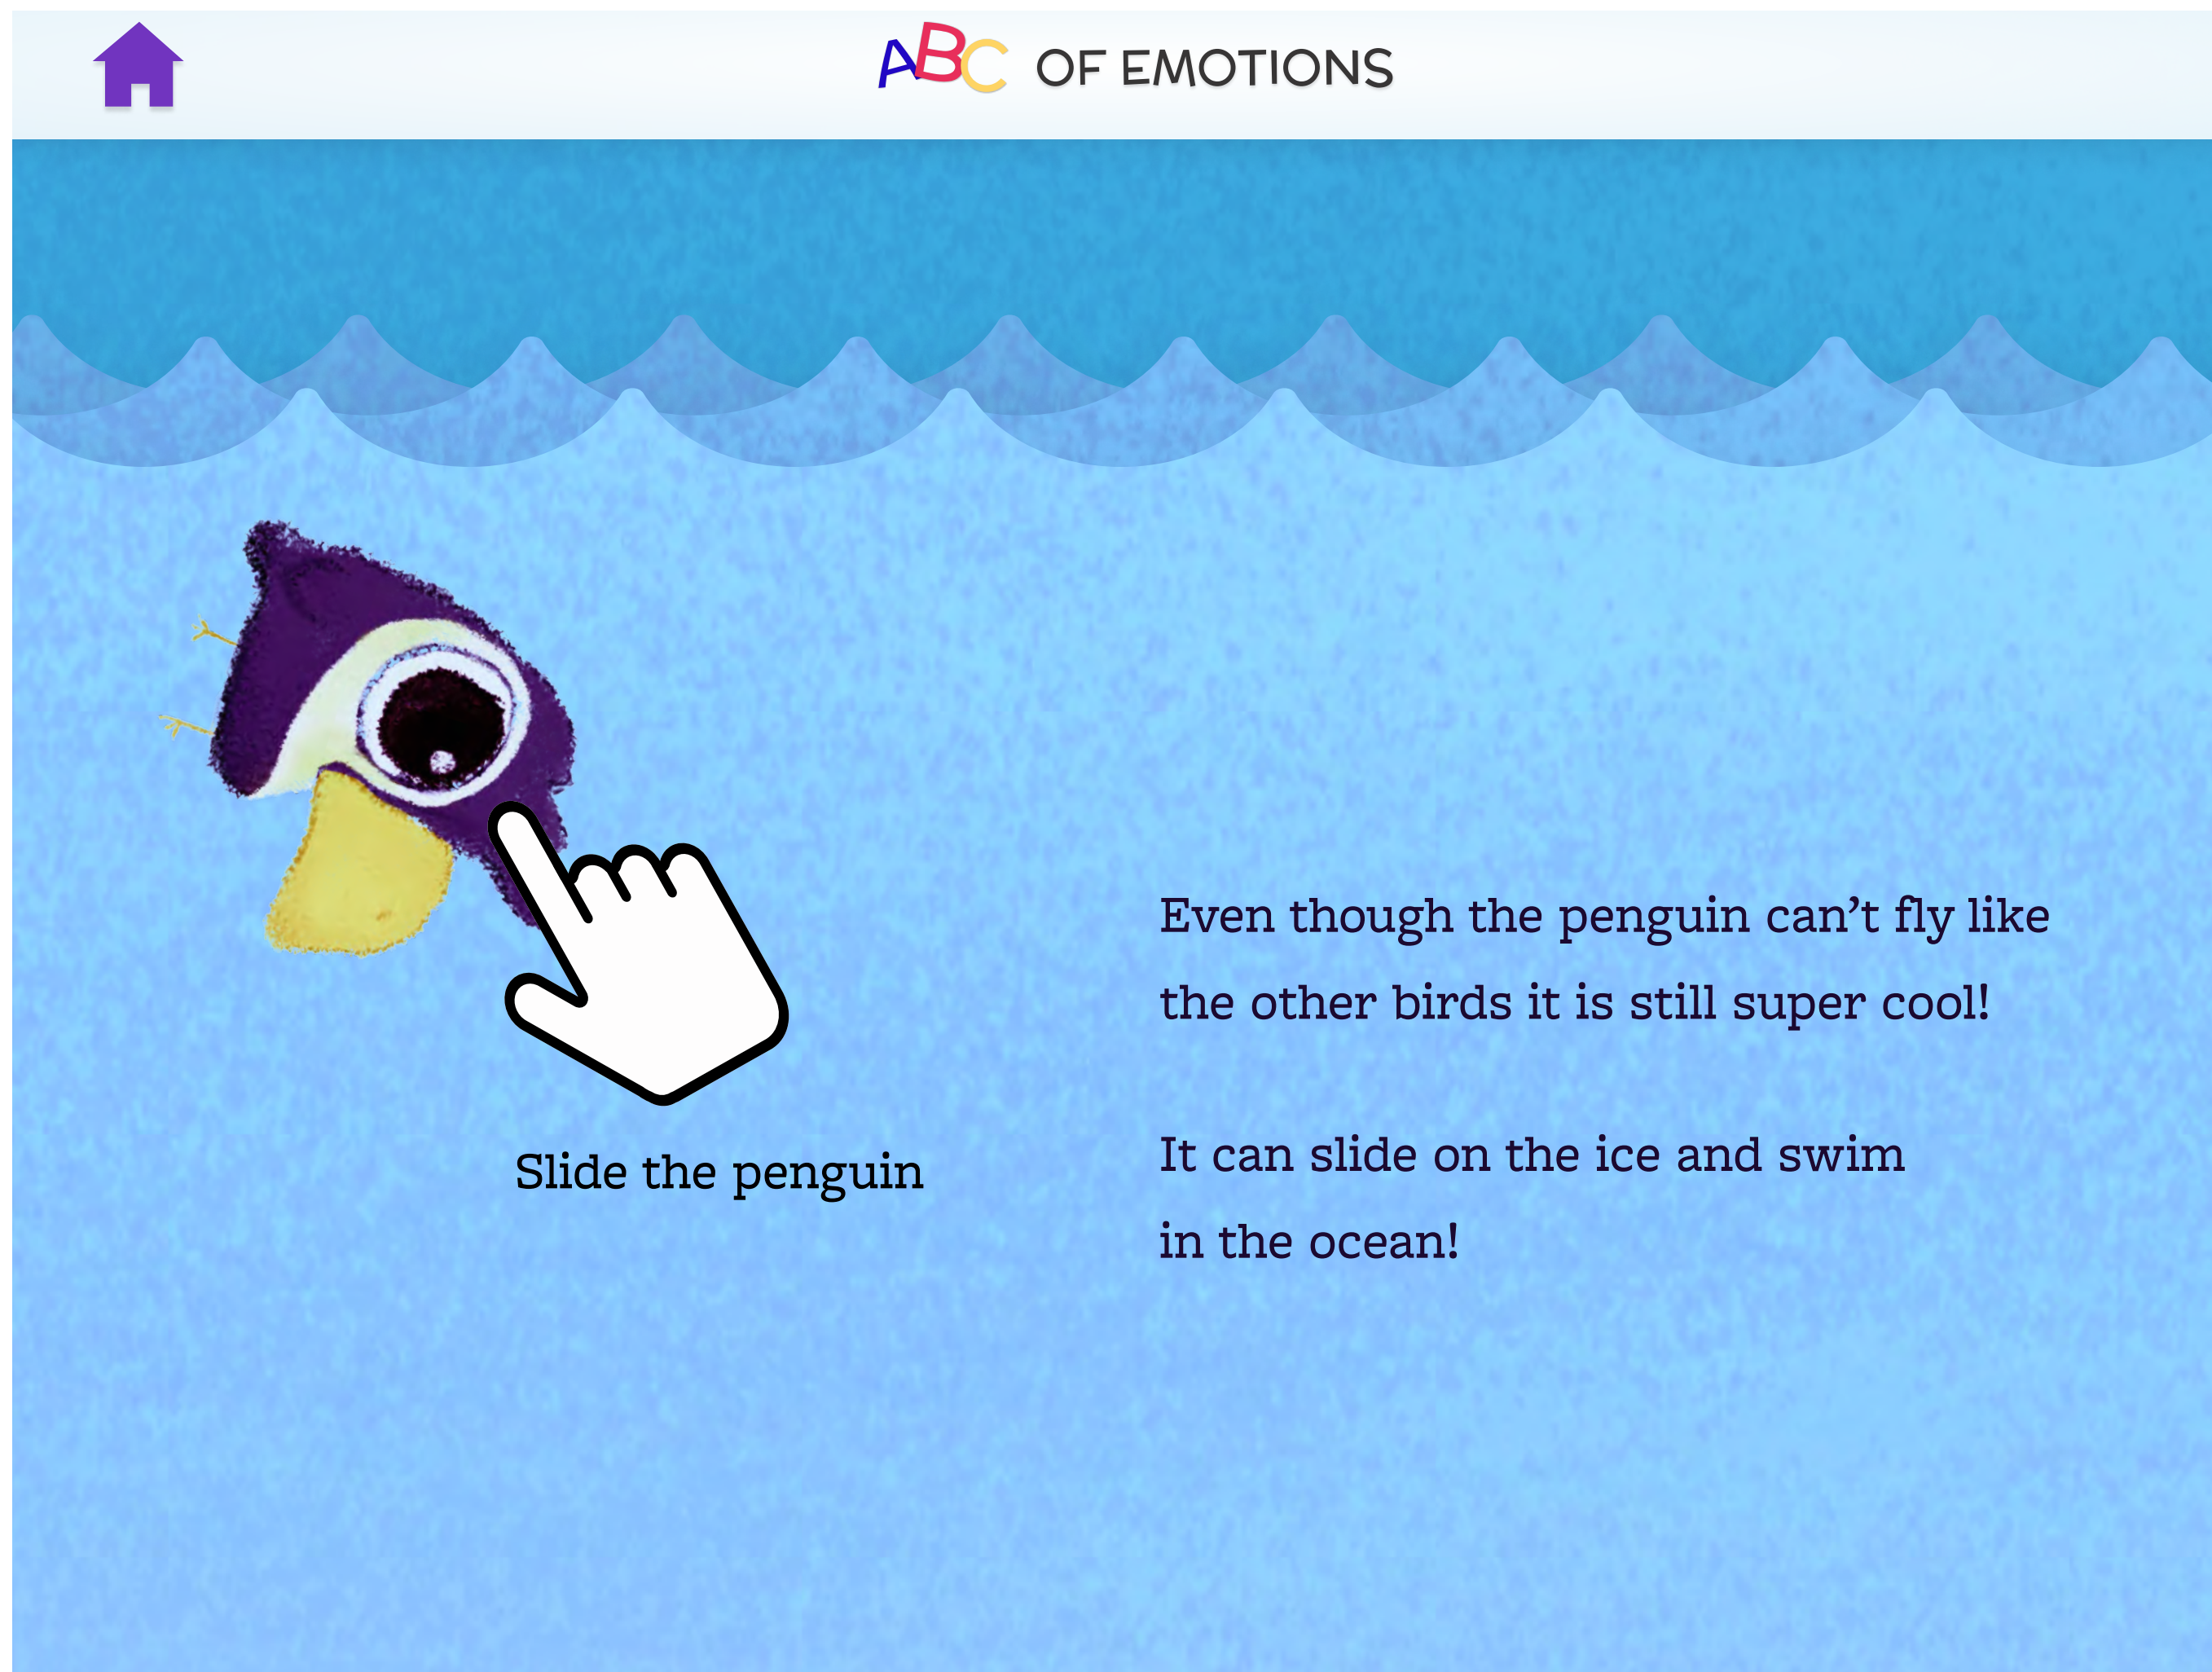 ABC OF EMOTIONS
Even though the penguin can’t fly like
the other birds it is still super cool!
It can slide on the ice and swim
in the ocean!
Slide the penguin